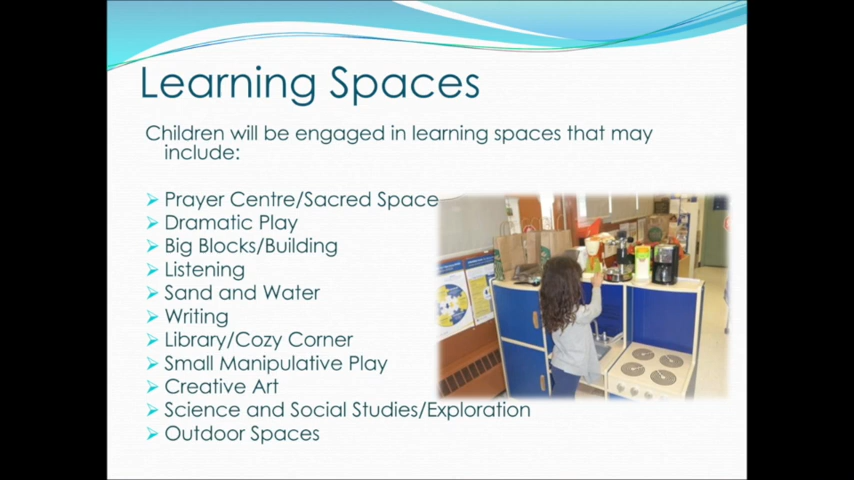 Learning Spaces
Children will be engaged in learning spaces that may
include:
Prayer Centre/Sacred Space
Dramatic Play
Big Blocks/Building
Listening
Sand and Water
Writing
Library/Cozy Corner
Small Manipulative Play
Creative Art
Science and Social Studies/Exploration
Outdoor Spaces